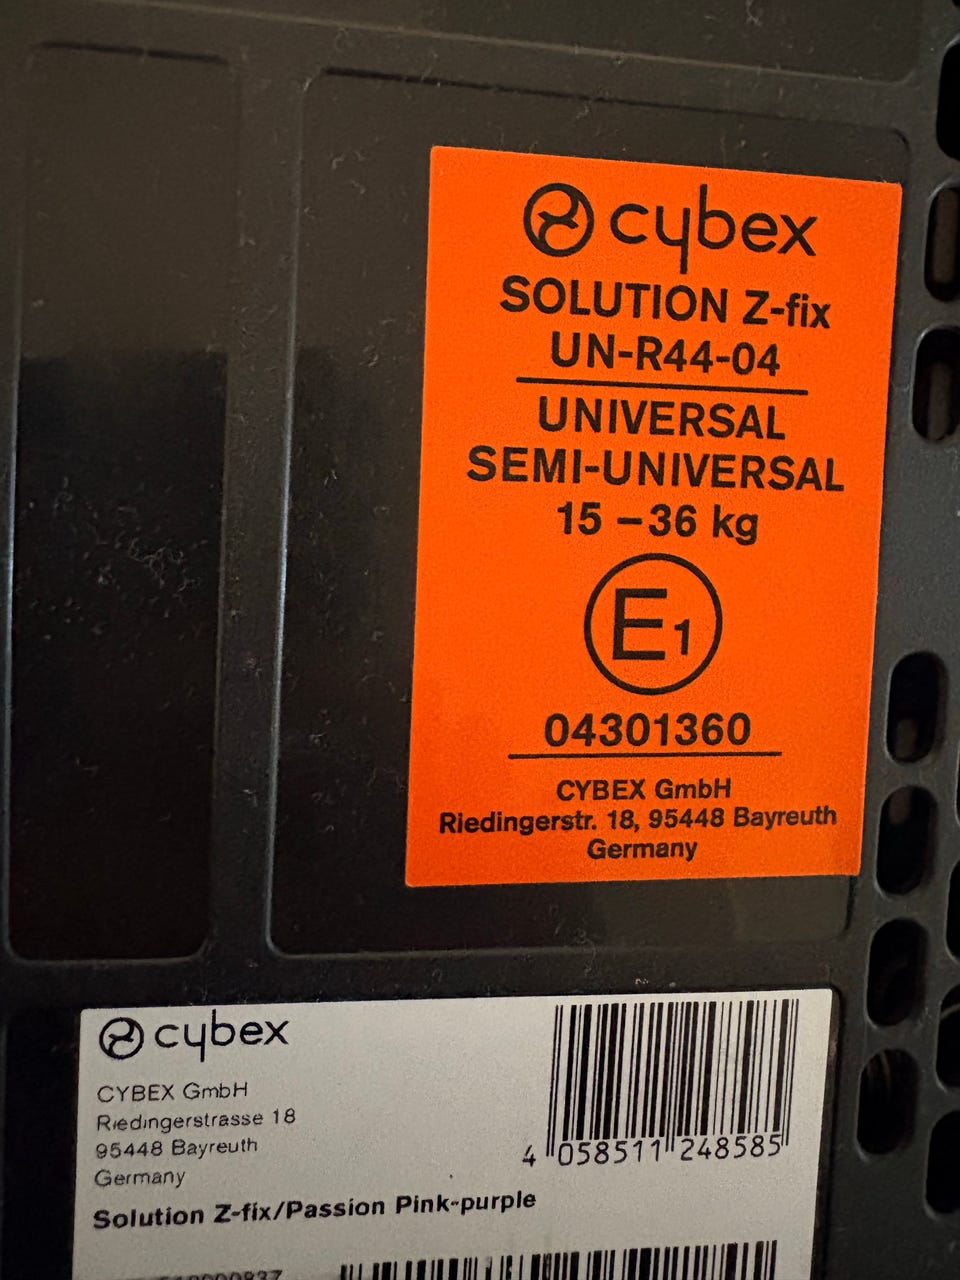 cybex
SOLUTION Z-fix
UN-R44-04
UNIVERSAL
SEMI-UNIVERSAL
15 – 36 kg
E1
04301360
CYBEX GmbH
Riedingerstr. 18, 95448 Bayreuth
Germany
cybex
CYBEX GmbH
Riedingerstrasse 18
95448 Bayreuth
Germany
4 058511 248585
Solution Z-fix/Passion Pink-purple